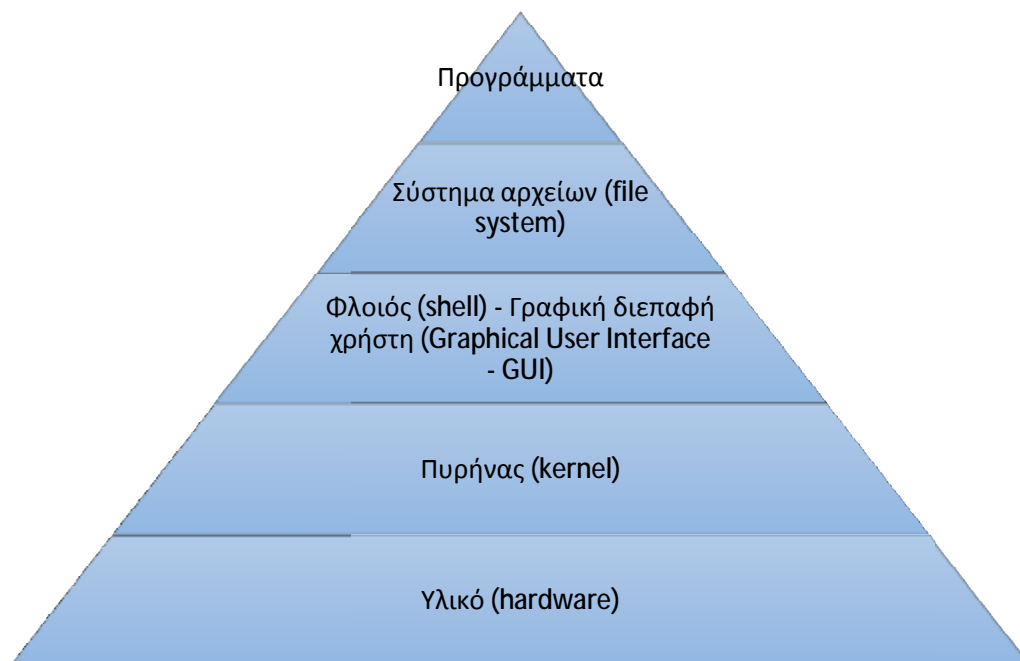 Προγράμματα
Σύστημα αρχείων (file
system)
Φλοιός (shell) - Γραφική διεπαφή
χρήστη (Graphical User Interface
- GUI)
Πυρήνας (kernel)
Υλικό (hardware)